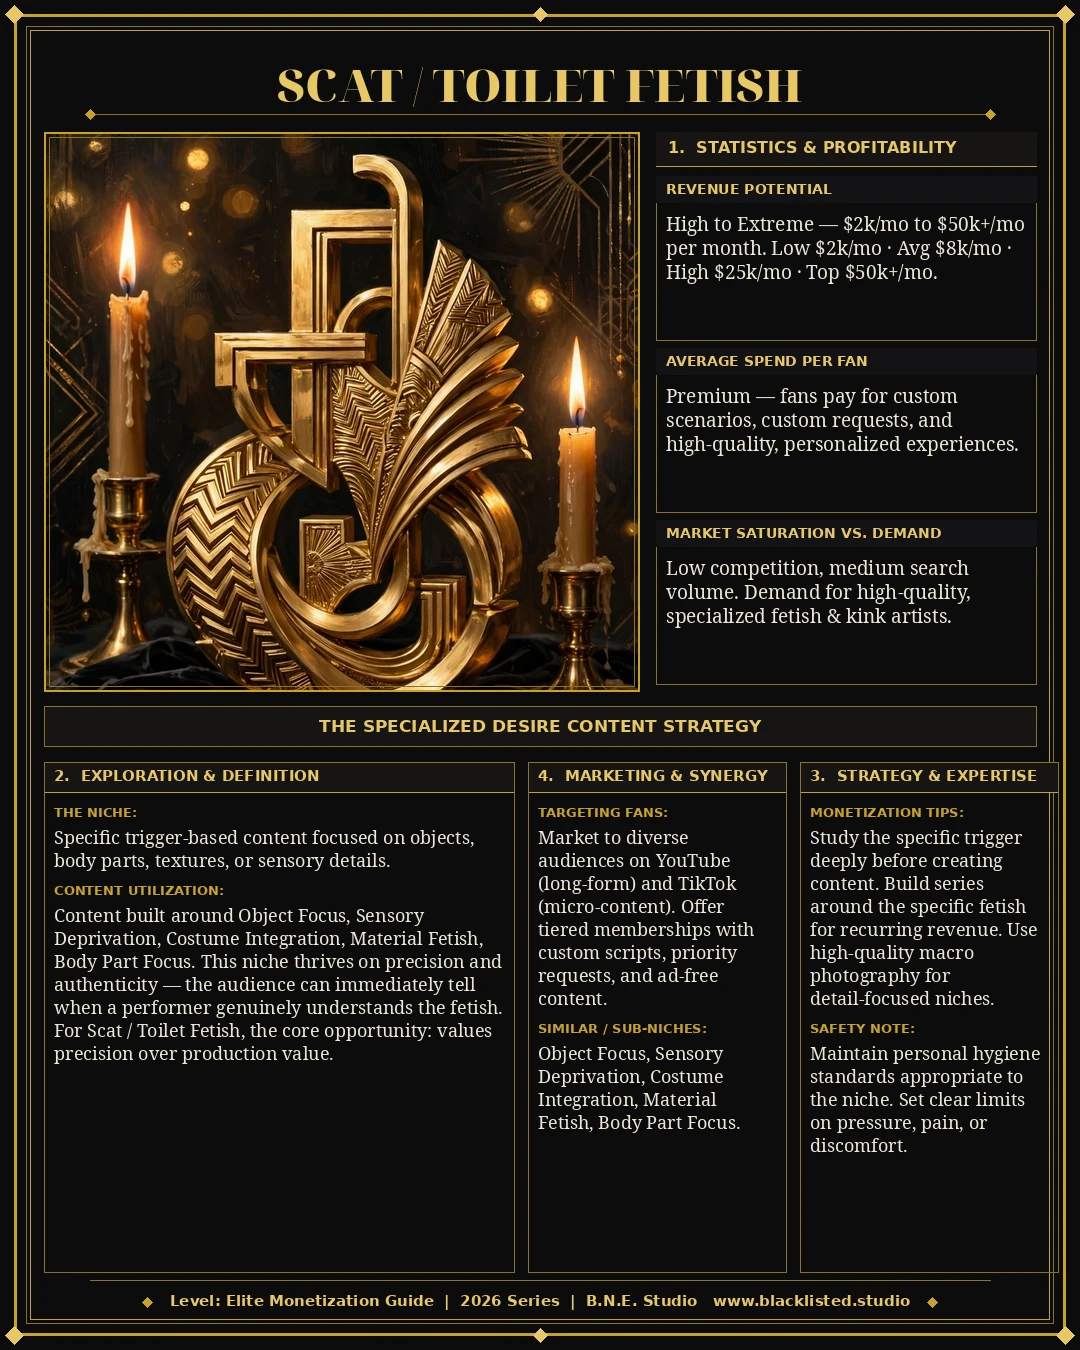 SCAT / TOILET FETISH
1. STATISTICS & PROFITABILITY
REVENUE POTENTIAL
High to Extreme — $2k/mo to $50k+/mo
per month. Low $2k/mo · Avg $8k/mo ·
High $25k/mo · Top $50k+/mo.
AVERAGE SPEND PER FAN
Premium — fans pay for custom
scenarios, custom requests, and
high-quality, personalized experiences.
MARKET SATURATION VS. DEMAND
Low competition, medium search
volume. Demand for high-quality,
specialized fetish & kink artists.
THE SPECIALIZED DESIRE CONTENT STRATEGY
2. EXPLORATION & DEFINITION
THE NICHE:
Specific trigger-based content focused on objects,
body parts, textures, or sensory details.
CONTENT UTILIZATION:
Content built around Object Focus, Sensory
Deprivation, Costume Integration, Material Fetish,
Body Part Focus. This niche thrives on precision and
authenticity — the audience can immediately tell
when a performer genuinely understands the fetish.
For Scat / Toilet Fetish, the core opportunity: values
precision over production value.
4. MARKETING & SYNERGY
TARGETING FANS:
Market to diverse
audiences on YouTube
(long-form) and TikTok
(micro-content). Offer
tiered memberships with
custom scripts, priority
requests, and ad-free
content.
SIMILAR / SUB-NICHES:
Object Focus, Sensory
Deprivation, Costume
Integration, Material
Fetish, Body Part Focus.
3. STRATEGY & EXPERTISE
MONETIZATION TIPS:
Study the specific trigger
deeply before creating
content. Build series
around the specific fetish
for recurring revenue. Use
high-quality macro
photography for
detail-focused niches.
SAFETY NOTE:
Maintain personal hygiene
standards appropriate to
the niche. Set clear limits
on pressure, pain, or
discomfort.
Level: Elite Monetization Guide | 2026 Series | B.N.E. Studio www.blacklisted.studio